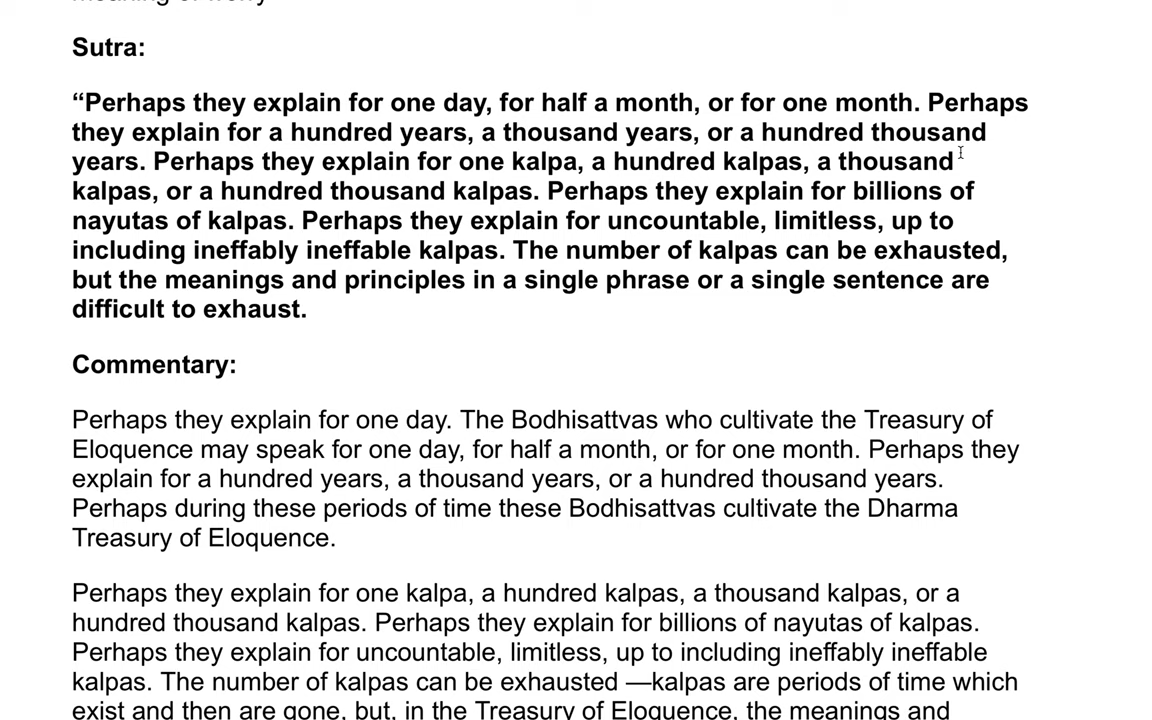 Sutra:
“Perhaps they explain for one day, for half a month, or for one month. Perhaps
they explain for a hundred years, a thousand years, or a hundred thousand
years. Perhaps they explain for one kalpa, a hundred kalpas, a thousand
kalpas, or a hundred thousand kalpas. Perhaps they explain for billions of
nayutas of kalpas. Perhaps they explain for uncountable, limitless, up to
including ineffably ineffable kalpas. The number of kalpas can be exhausted,
but the meanings and principles in a single phrase or a single sentence are
difficult to exhaust.
Commentary:
Perhaps they explain for one day. The Bodhisattvas who cultivate the Treasury of
Eloquence may speak for one day, for half a month, or for one month. Perhaps they
explain for a hundred years, a thousand years, or a hundred thousand years.
Perhaps during these periods of time these Bodhisattvas cultivate the Dharma
Treasury of Eloquence.
Perhaps they explain for one kalpa, a hundred kalpas, a thousand kalpas, or a
hundred thousand kalpas. Perhaps they explain for billions of nayutas of kalpas.
Perhaps they explain for uncountable, limitless, up to including ineffably ineffable
kalpas. The number of kalpas can be exhausted —kalpas are periods of time which
exist and then are gone, but, in the Treasury of Eloquence, the meanings and